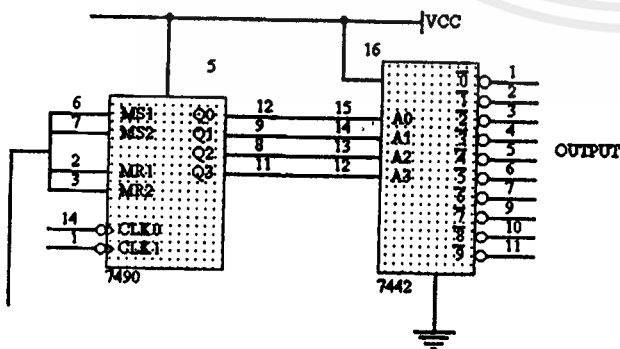 VCC
16
5
6 MS1 Q0 12 15 A0 0 1
7 MS2 Q1 9 14 A1 1 2
2 MR1 Q2 8 13 A2 2 3
3 MR2 Q3 11 12 A3 3 4
4 5
5 6
6 7
7 9
8 10
9 11
OUTPUT
14 CLK0
1 CLK1
7490
7442